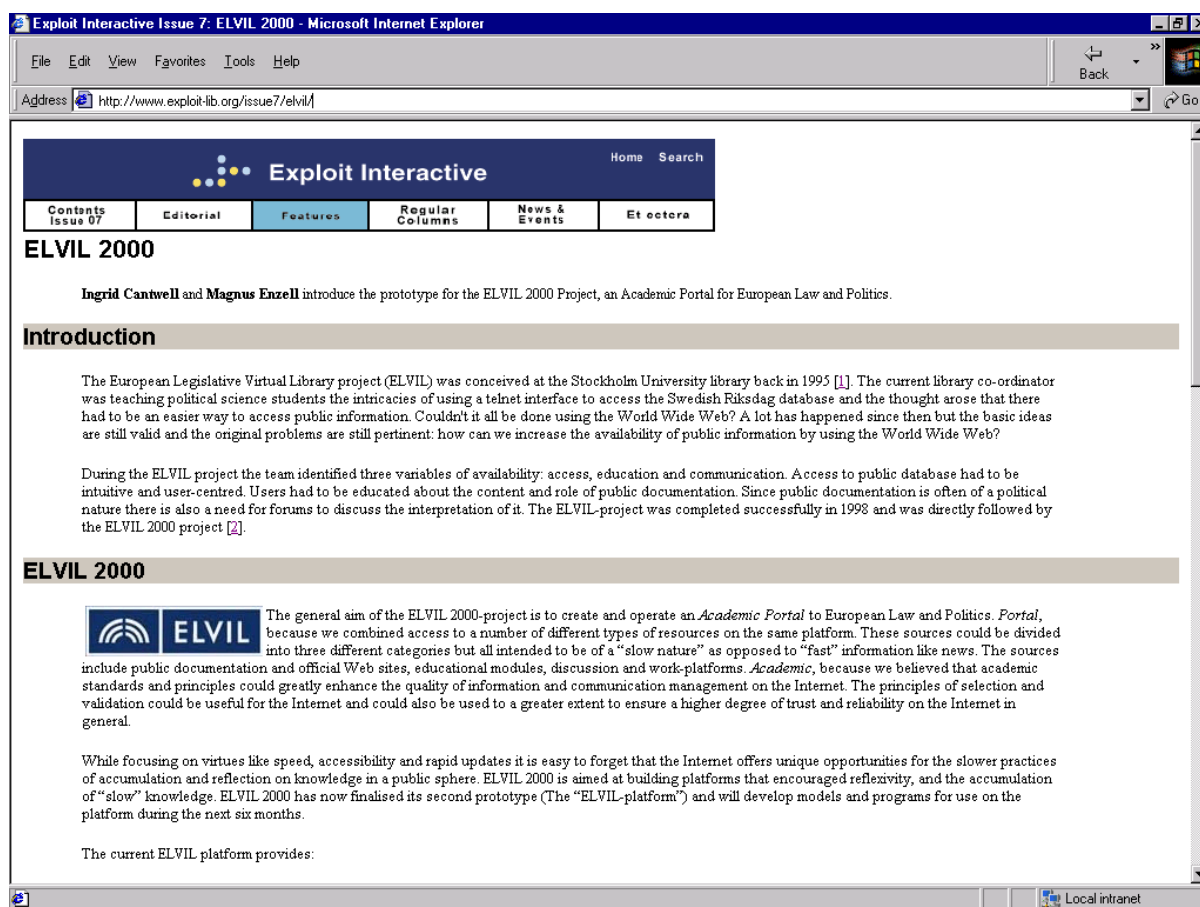 Exploit Interactive Issue 7: ELVIL 2000 - Microsoft Internet Explorer
File Edit View Favorites Tools Help
» 
Back
Address http://www.exploit-lib.org/issue7/elvil/
Go
Home Search
Exploit Interactive
Contents Issue 07
Editorial
Features
Regular Columns
News & Events
Et cetera
ELVIL 2000
Ingrid Cantwell and Magnus Enzell introduce the prototype for the ELVIL 2000 Project, an Academic Portal for European Law and Politics.
Introduction
The European Legislative Virtual Library project (ELVIL) was conceived at the Stockholm University library back in 1995 [1]. The current library co-ordinator
was teaching political science students the intricacies of using a telnet interface to access the Swedish Riksdag database and the thought arose that there
had to be an easier way to access public information. Couldn't it all be done using the World Wide Web? A lot has happened since then but the basic ideas
are still valid and the original problems are still pertinent: how can we increase the availability of public information by using the World Wide Web?
During the ELVIL project the team identified three variables of availability: access, education and communication. Access to public database had to be
intuitive and user-centred. Users had to be educated about the content and role of public documentation. Since public documentation is often of a political
nature there is also a need for forums to discuss the interpretation of it. The ELVIL-project was completed successfully in 1998 and was directly followed by
the ELVIL 2000 project [2].
ELVIL 2000
ELVIL
The general aim of the ELVIL 2000-project is to create and operate an Academic Portal to European Law and Politics. Portal,
because we combined access to a number of different types of resources on the same platform. These sources could be divided
into three different categories but all intended to be of a “slow nature” as opposed to “fast” information like news. The sources
include public documentation and official Web sites, educational modules, discussion and work-platforms. Academic, because we believed that academic
standards and principles could greatly enhance the quality of information and communication management on the Internet. The principles of selection and
validation could be useful for the Internet and could also be used to a greater extent to ensure a higher degree of trust and reliability on the Internet in
general.
While focusing on virtues like speed, accessibility and rapid updates it is easy to forget that the Internet offers unique opportunities for the slower practices
of accumulation and reflection on knowledge in a public sphere. ELVIL 2000 is aimed at building platforms that encouraged reflexivity, and the accumulation
of “slow” knowledge. ELVIL 2000 has now finalised its second prototype (The “ELVIL-platform”) and will develop models and programs for use on the
platform during the next six months.
The current ELVIL platform provides:
Local intranet